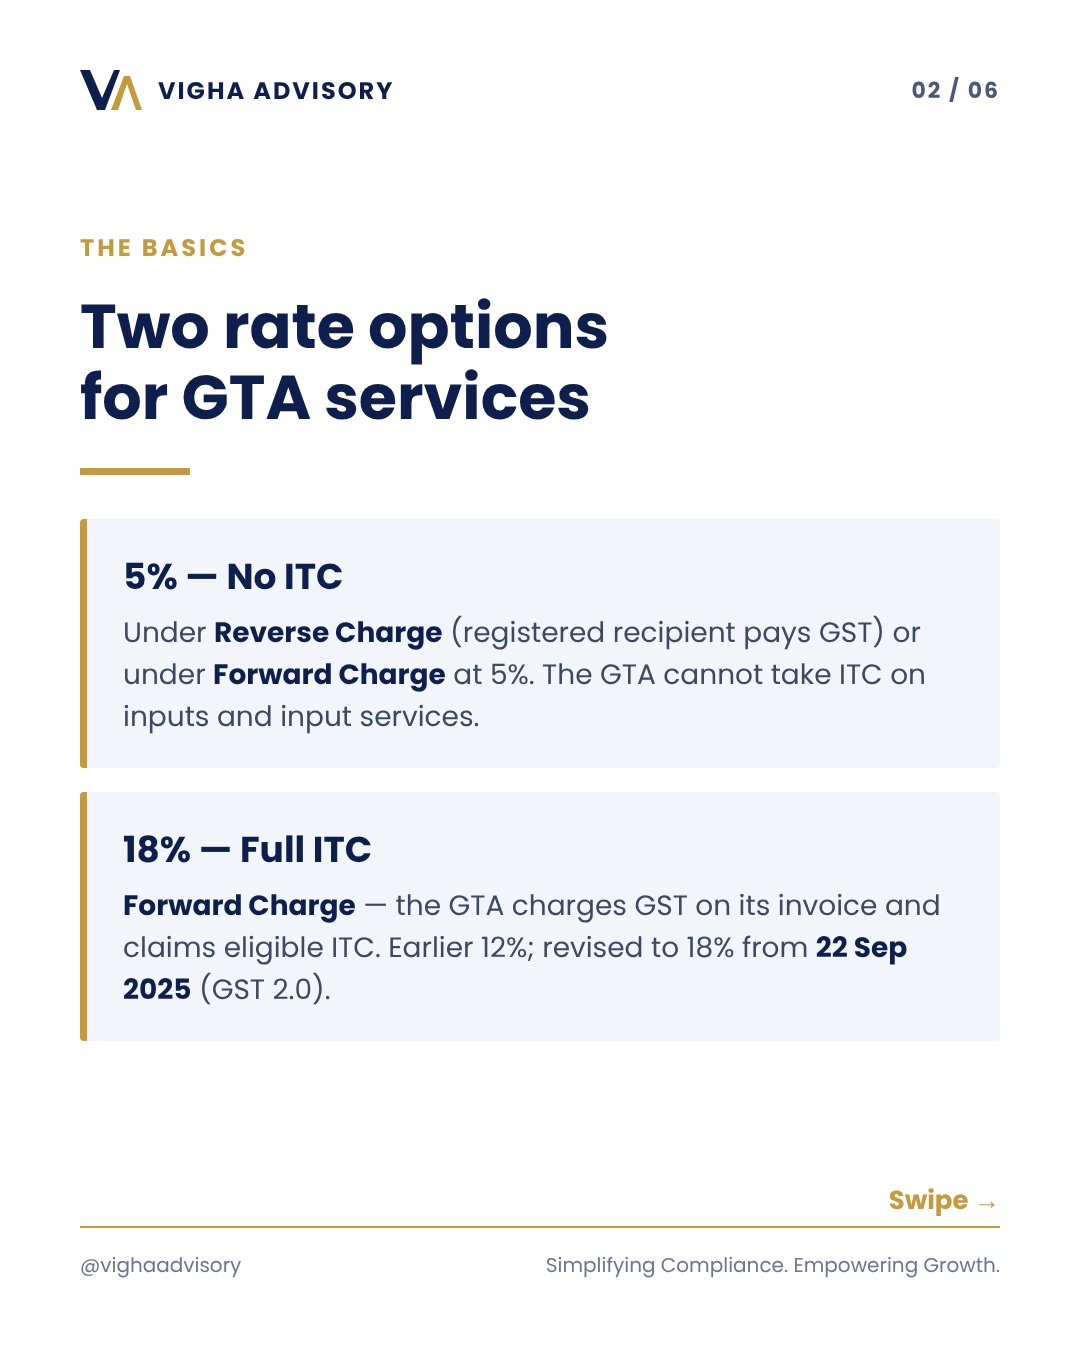 VIGHA ADVISORY
02 / 06
THE BASICS
Two rate options
for GTA services
5% — No ITC
Under Reverse Charge (registered recipient pays GST) or
under Forward Charge at 5%. The GTA cannot take ITC on
inputs and input services.
18% — Full ITC
Forward Charge — the GTA charges GST on its invoice and
claims eligible ITC. Earlier 12%; revised to 18% from 22 Sep
2025 (GST 2.0).
Swipe →
@vighaadvisory
Simplifying Compliance. Empowering Growth.